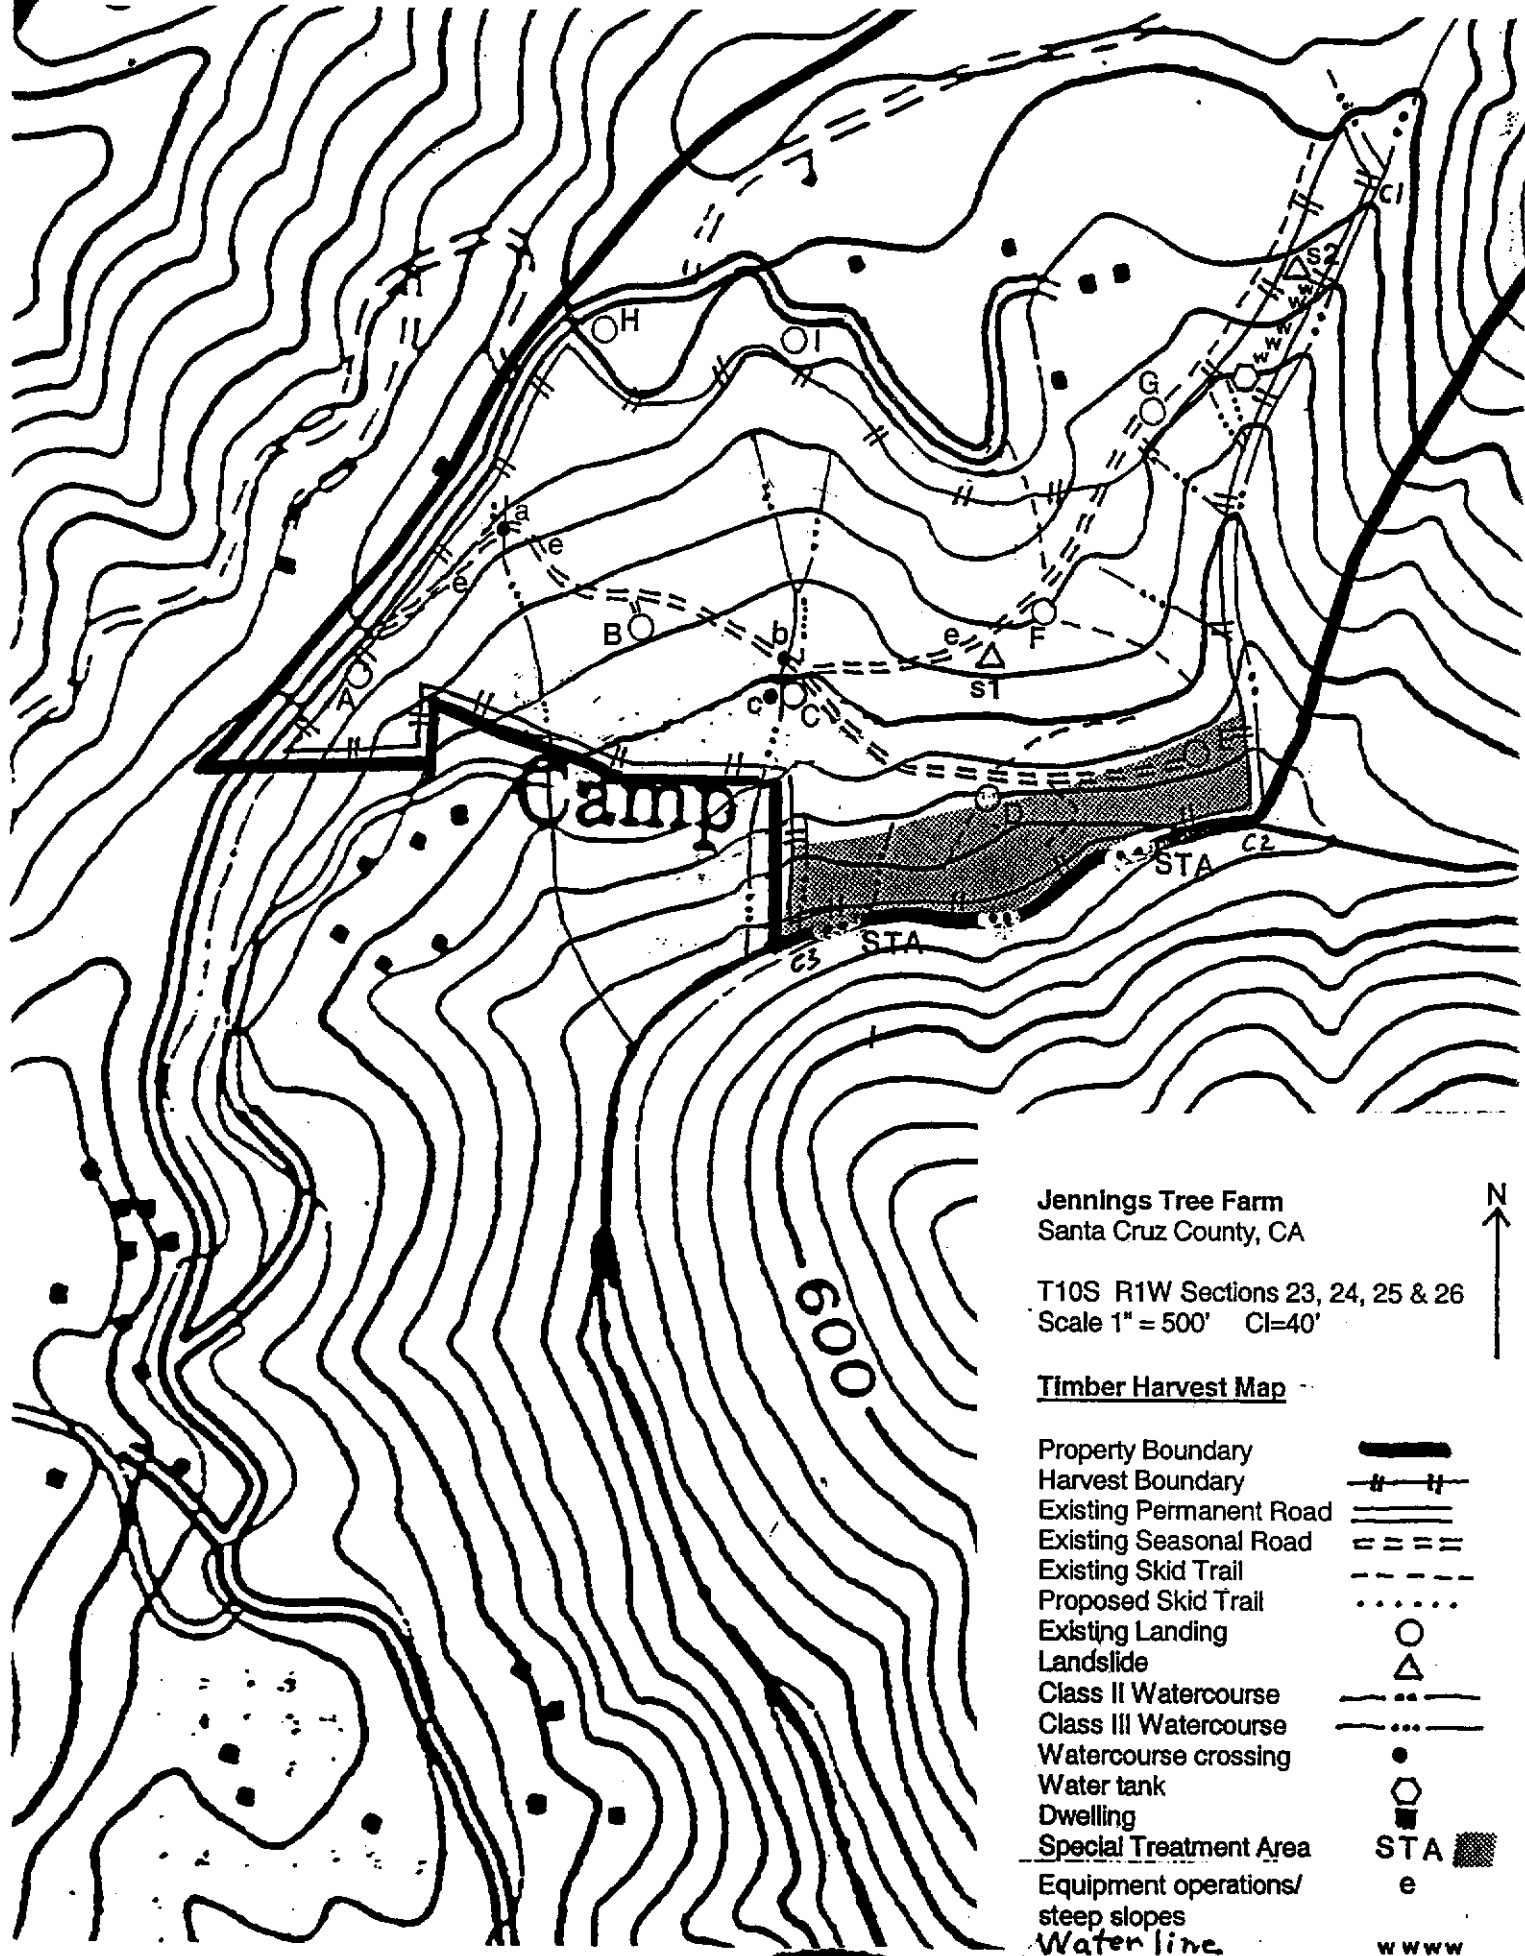 c1
s2
w
w
w
w
w
H
I
G
a
e
e
B
b
e
F
A
s1
c
C
E
Camp
D
c2
STA
STA
c3
600
N
Jennings Tree Farm
Santa Cruz County, CA
T10S R1W Sections 23, 24, 25 & 26
Scale 1" = 500' CI=40'
Timber Harvest Map
Property Boundary
Harvest Boundary
Existing Permanent Road
Existing Seasonal Road
Existing Skid Trail
Proposed Skid Trail
Existing Landing
Landslide
Class II Watercourse
Class III Watercourse
Watercourse crossing
Water tank
Dwelling
Special Treatment Area STA
Equipment operations/ e
steep slopes
Water line wwww